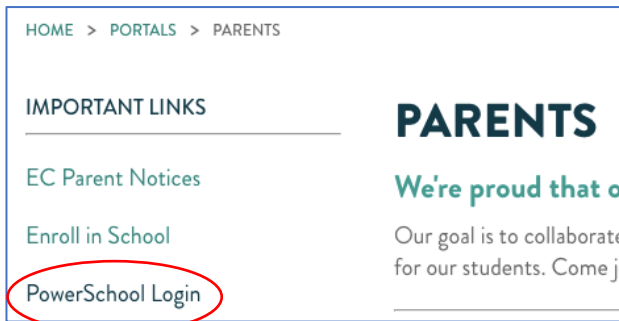 HOME > PORTALS > PARENTS
IMPORTANT LINKS
EC Parent Notices
Enroll in School
PowerSchool Login
PARENTS
We're proud that
Our goal is to collaborate
for our students. Come